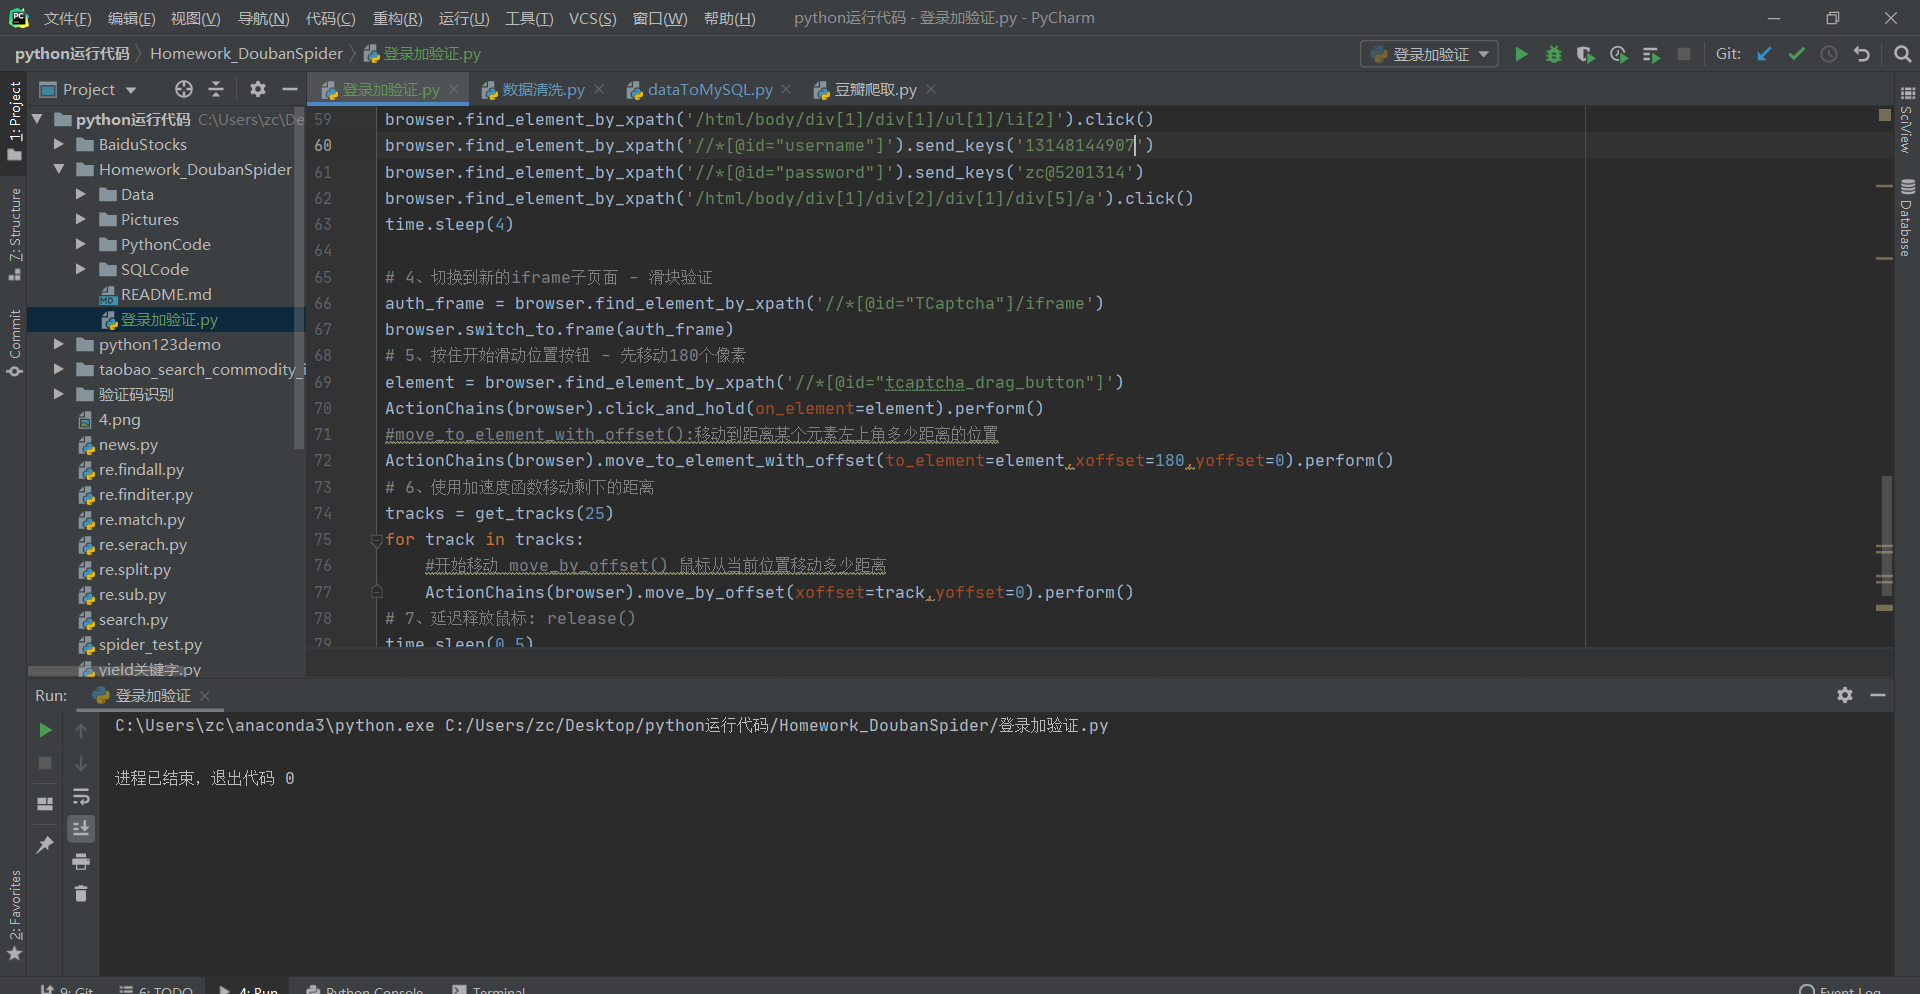 文件(F) 编辑(E) 视图(V) 导航(N) 代码(C) 重构(R) 运行(U) 工具(T) VCS(S) 窗口(W) 帮助(H) python运行代码 - 登录加验证.py - PyCharm
python运行代码 Homework_DoubanSpider 登录加验证.py 登录加验证 Git:
Project 登录加验证.py 数据清洗.py dataToMySQL.py 豆瓣爬取.py
1: Project
7: Structure
Commit
2: Favorites
python运行代码 C:\Users\zc\De
BaiduStocks
Homework_DoubanSpider
Data
Pictures
PythonCode
SQLCode
README.md
登录加验证.py
python123demo
taobao_search_commodity_i
验证码识别
4.png
news.py
re.findall.py
re.finditer.py
re.match.py
re.serach.py
re.split.py
re.sub.py
search.py
spider_test.py
yield关键字.py
59 browser.find_element_by_xpath('/html/body/div[1]/div[1]/ul[1]/li[2]').click()
60 browser.find_element_by_xpath('//*[@id="username"]').send_keys('13148144907')
61 browser.find_element_by_xpath('//*[@id="password"]').send_keys('zc@5201314')
62 browser.find_element_by_xpath('/html/body/div[1]/div[2]/div[1]/div[5]/a').click()
63 time.sleep(4)
64
65 # 4、切换到新的iframe子页面 - 滑块验证
66 auth_frame = browser.find_element_by_xpath('//*[@id="TCaptcha"]/iframe')
67 browser.switch_to.frame(auth_frame)
68 # 5、按住开始滑动位置按钮 - 先移动180个像素
69 element = browser.find_element_by_xpath('//*[@id="tcaptcha_drag_button"]')
70 ActionChains(browser).click_and_hold(on_element=element).perform()
71 #move_to_element_with_offset():移动到距离某个元素左上角多少距离的位置
72 ActionChains(browser).move_to_element_with_offset(to_element=element,xoffset=180,yoffset=0).perform()
73 # 6、使用加速度函数移动剩下的距离
74 tracks = get_tracks(25)
75 for track in tracks:
76 #开始移动 move_by_offset() 鼠标从当前位置移动多少距离
77 ActionChains(browser).move_by_offset(xoffset=track,yoffset=0).perform()
78 # 7、延迟释放鼠标: release()
79 time.sleep(0.5)
SciView
Database
Run: 登录加验证
C:\Users\zc\anaconda3\python.exe C:/Users/zc/Desktop/python运行代码/Homework_DoubanSpider/登录加验证.py
进程已结束，退出代码 0
9: Git 6: TODO 4: Run Python Console Terminal Event Log